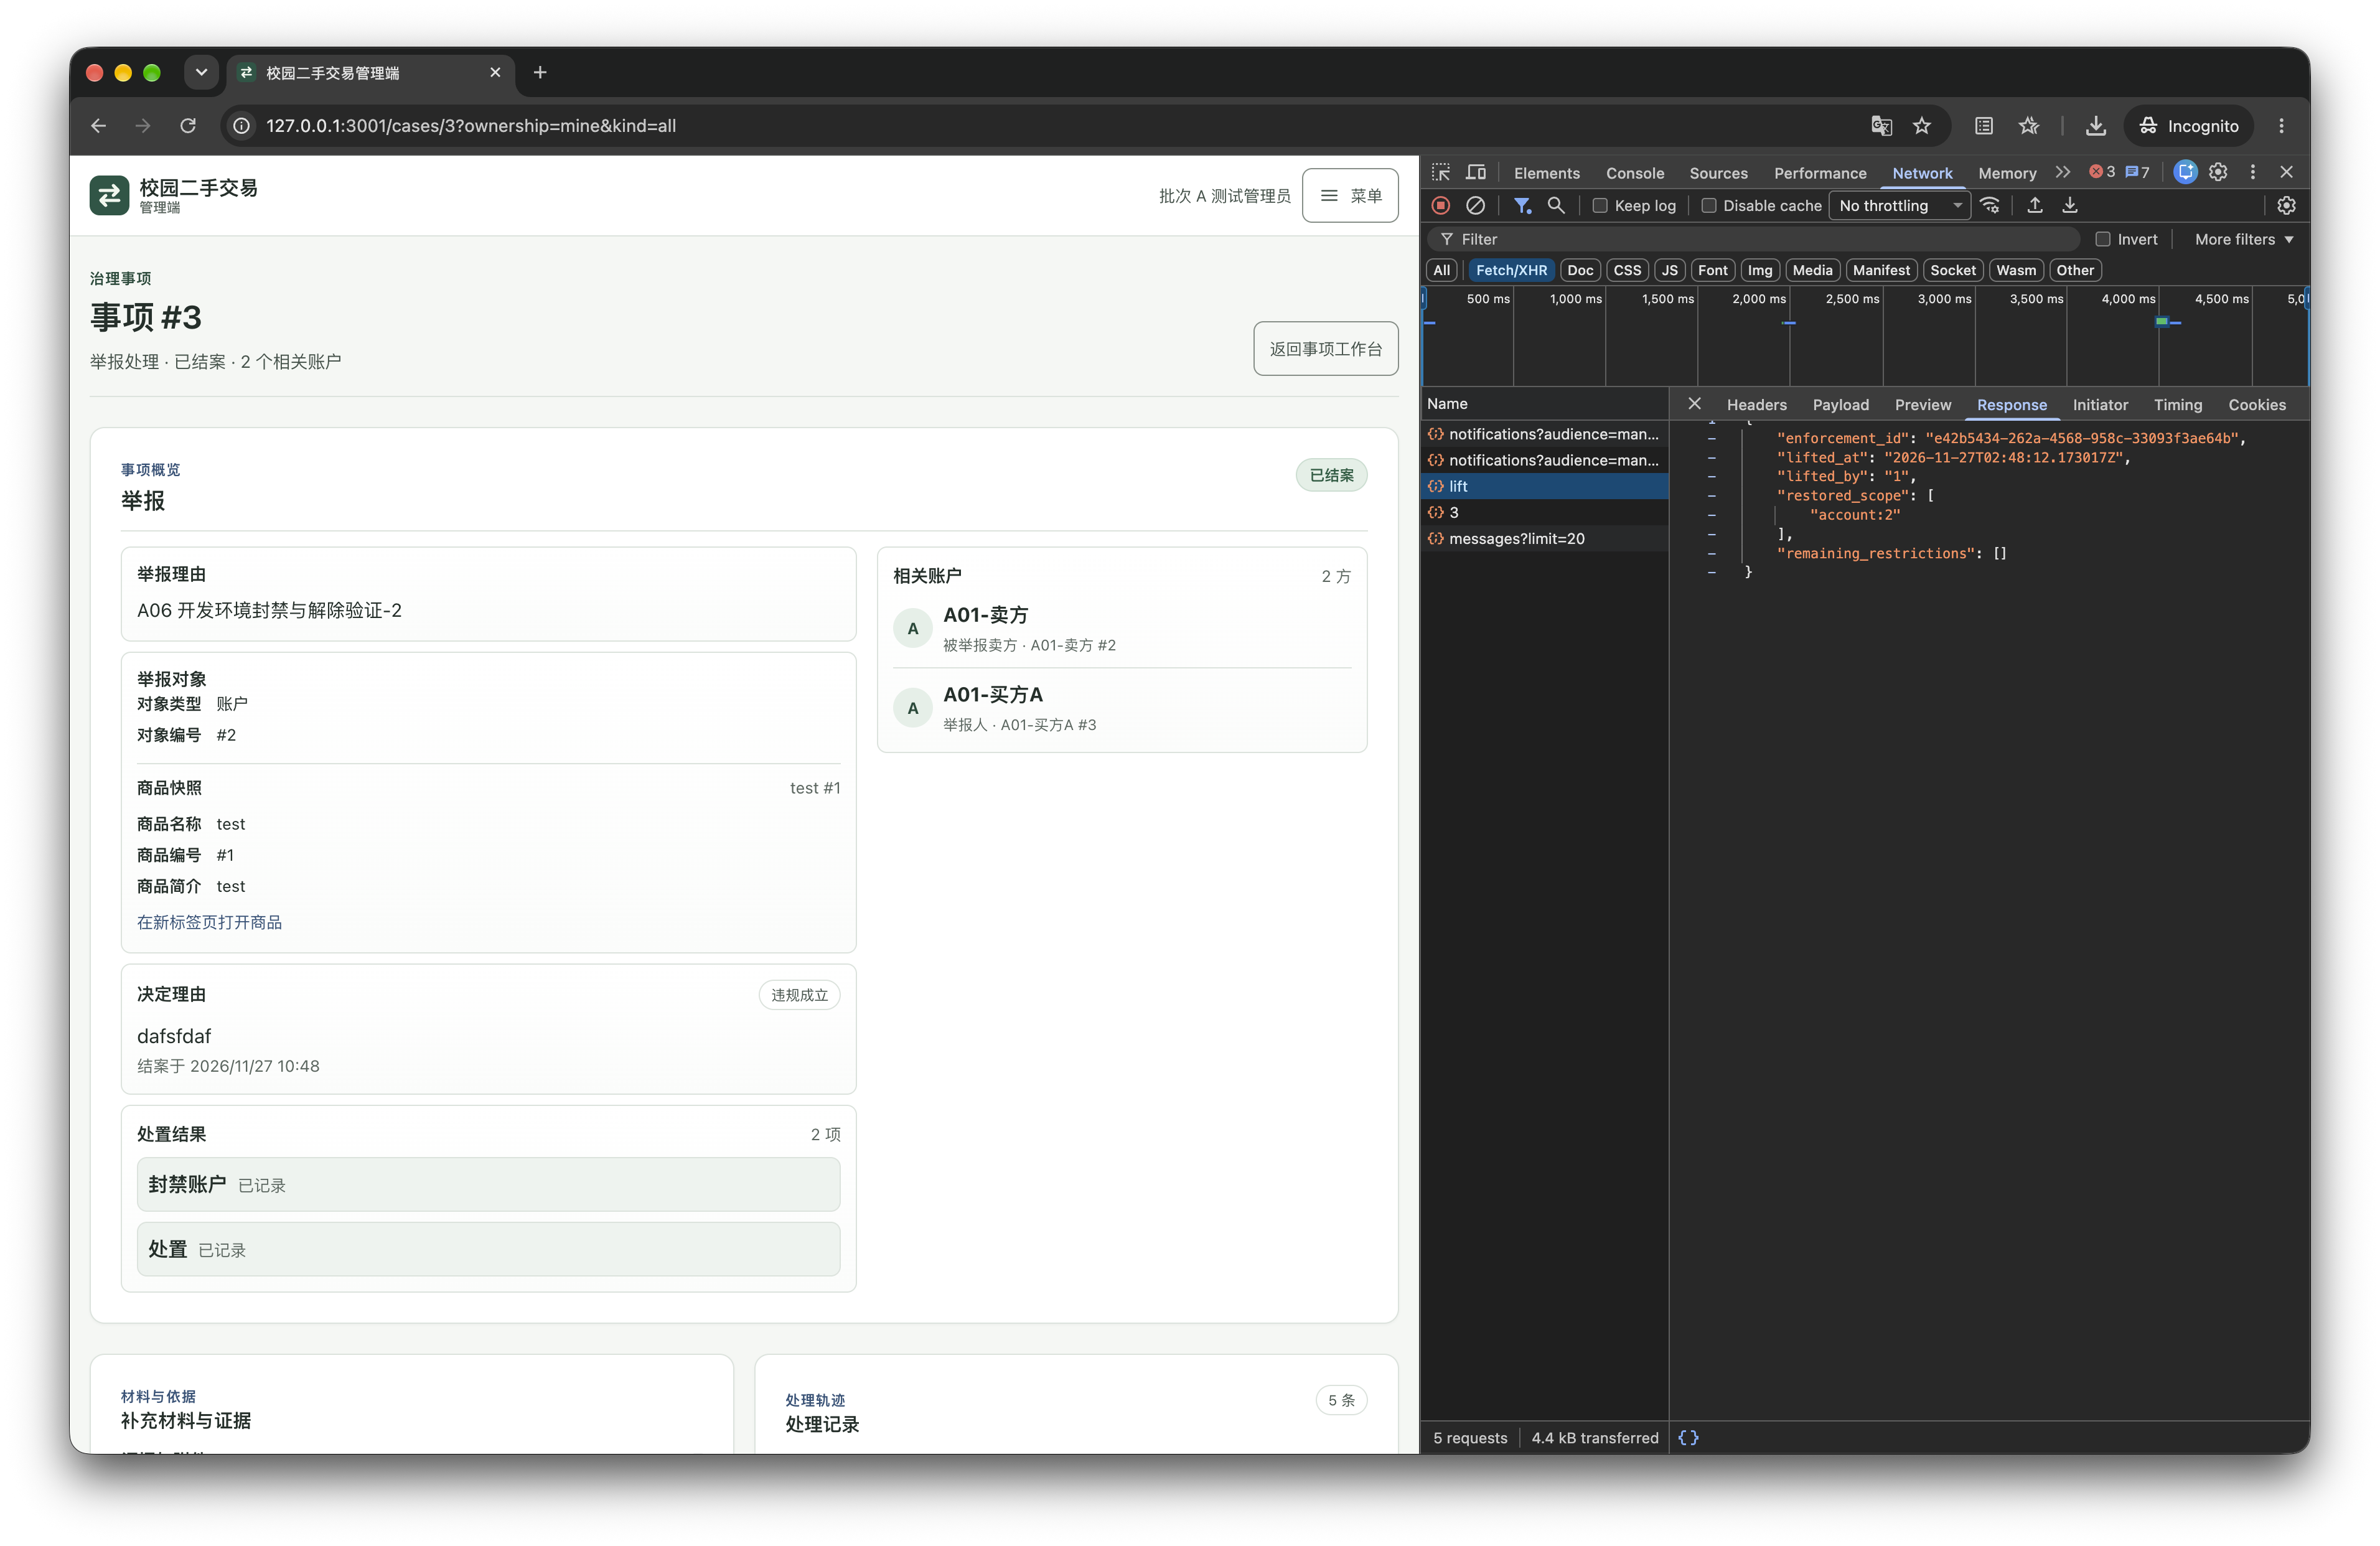 校园二手交易管理端
127.0.0.1:3001/cases/3?ownership=mine&kind=all
Incognito
校园二手交易
管理端
批次 A 测试管理员
菜单
治理事项
事项 #3
举报处理 · 已结案 · 2 个相关账户
返回事项工作台
事项概览
举报
已结案
举报理由
A06 开发环境封禁与解除验证-2
举报对象
对象类型 账户
对象编号 #2
商品快照 test #1
商品名称 test
商品编号 #1
商品简介 test
在新标签页打开商品
决定理由 违规成立
dafsfdaf
结案于 2026/11/27 10:48
处置结果 2 项
封禁账户 已记录
处置 已记录
相关账户 2 方
A
A01-卖方
被举报卖方 · A01-卖方 #2
A
A01-买方A
举报人 · A01-买方A #3
材料与依据
补充材料与证据
处理轨迹
处理记录
5 条
Elements Console Sources Performance Network Memory 3 7
Keep log Disable cache No throttling
Filter Invert More filters
All Fetch/XHR Doc CSS JS Font Img Media Manifest Socket Wasm Other
500 ms 1,000 ms 1,500 ms 2,000 ms 2,500 ms 3,000 ms 3,500 ms 4,000 ms 4,500 ms
Name
notifications?audience=man...
notifications?audience=man...
lift
3
messages?limit=20
Headers Payload Preview Response Initiator Timing Cookies
"enforcement_id": "e42b5434-262a-4568-958c-33093f3ae64b",
"lifted_at": "2026-11-27T02:48:12.173017Z",
"lifted_by": "1",
"restored_scope": [
"account:2"
],
"remaining_restrictions": []
}
5 requests 4.4 kB transferred {}